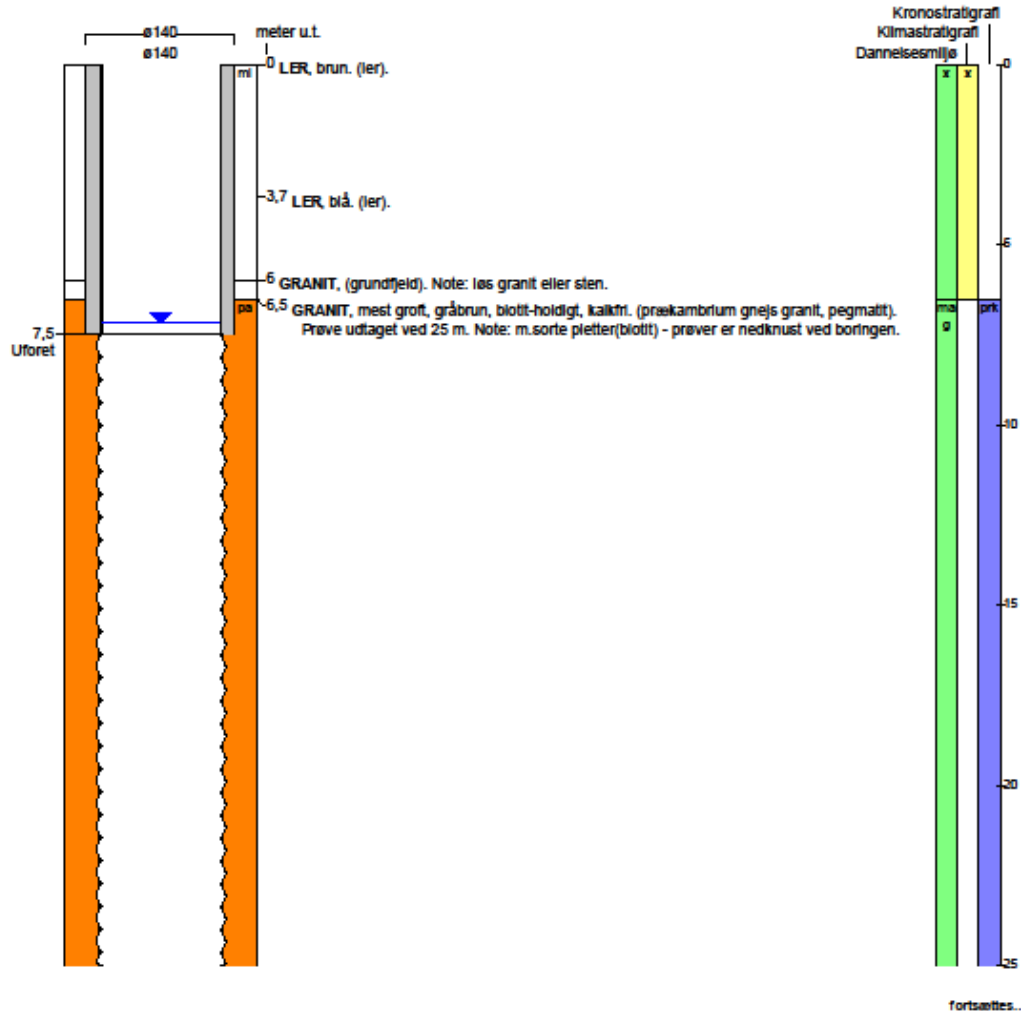 Kronostratigrafi
Klimastratigrafi
Dannelsesmiljø
ø140
ø140
meter u.t.
0 LER, brun. (ler).
ml
x x
0
3,7 LER, blå. (ler).
5
6 GRANIT, (grundfjeld). Note: løs granit eller sten.
6,5 GRANIT, mest groft, gråbrun, biotit-holdigt, kalkfri. (prækambrium gnejs granit, pegmatit).
Prøve udtaget ved 25 m. Note: m.sorte pletter(biotit) - prøver er nedknust ved boringen.
pa
ma
g
prk
7,5
Uforet
10
15
20
25
fortsættes..